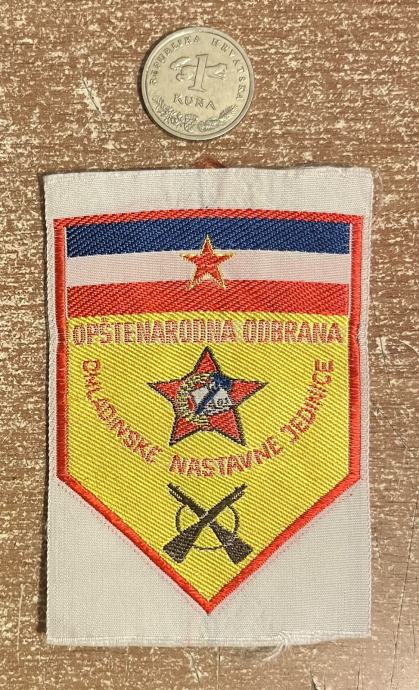 REPUBLIKA HRVATSKA
1
KUNA
OPŠTENARODNA ODBRANA
OMLADINSKE NASTAVNE JEDINICE